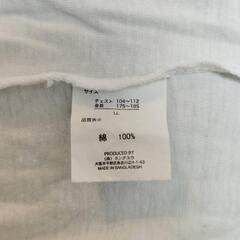 サイズ
チェスト 104~112
身長 175~185
LL
品質表示
綿 100%
PRODUCED BY
MADE IN BANGLADESH